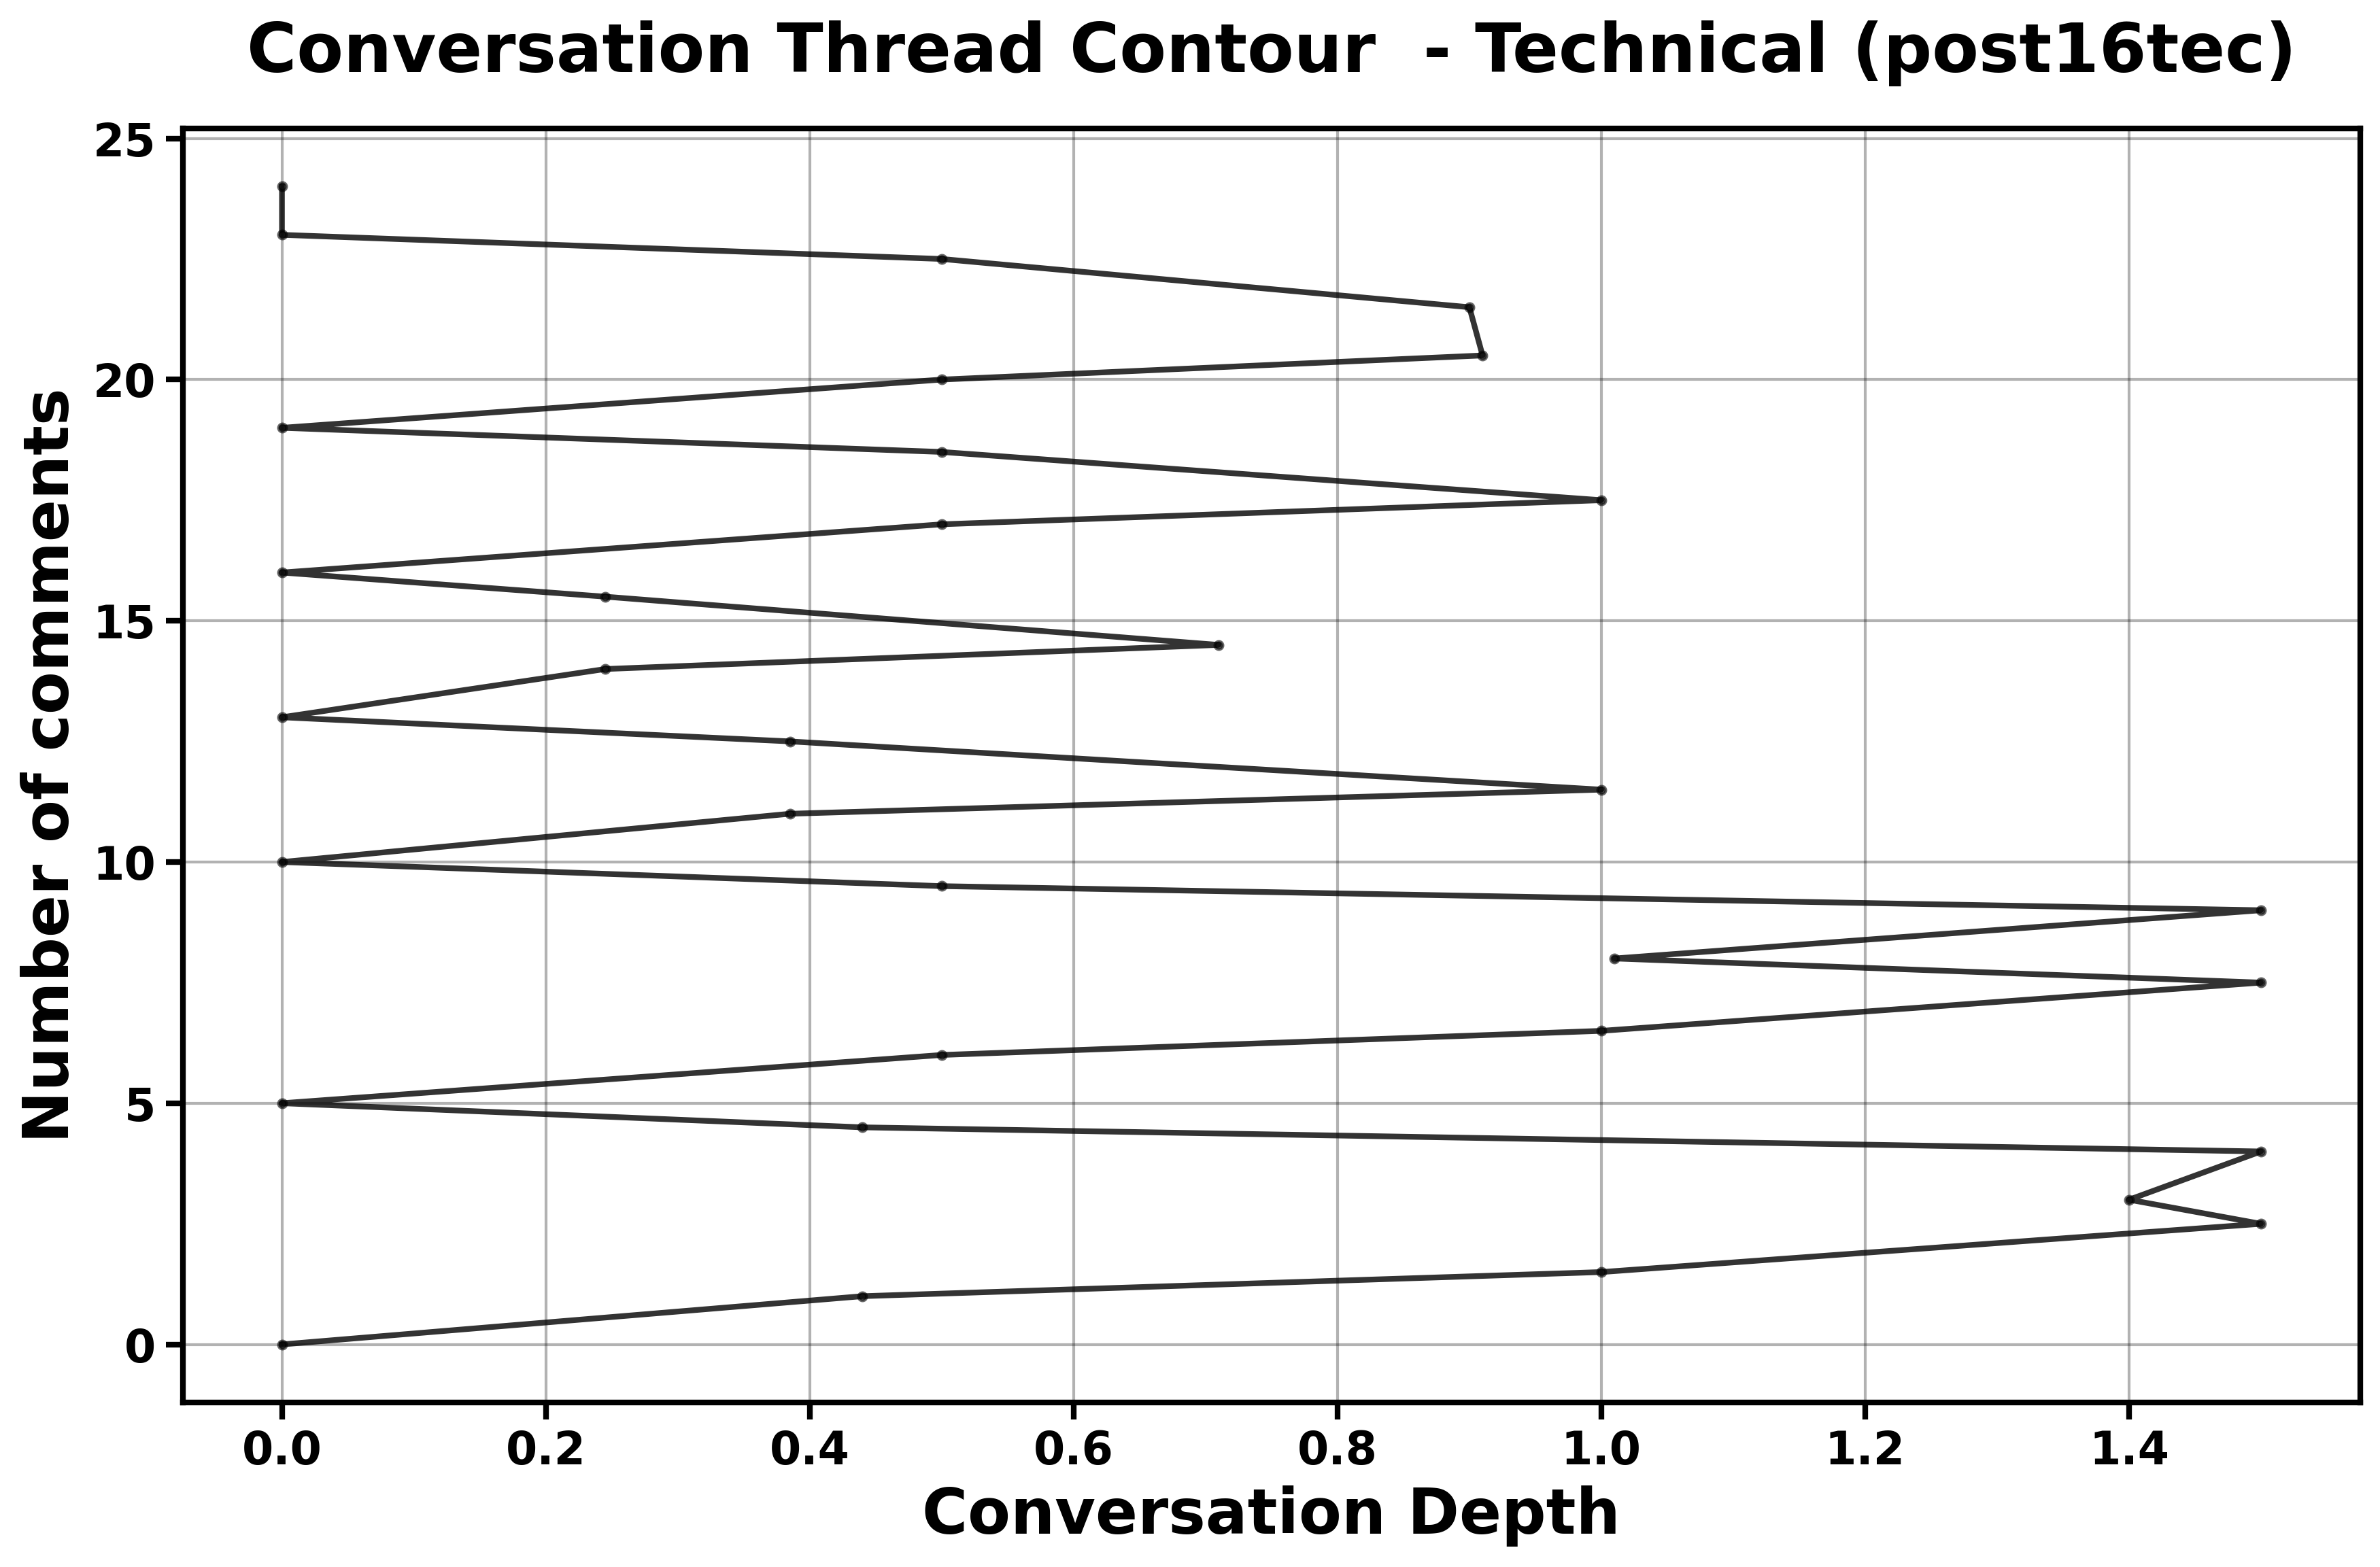 Conversation Thread Contour  - Technical (post16tec)
25
20
15
10
5
0
Number of comments
0.0 0.2 0.4 0.6 0.8 1.0 1.2 1.4
Conversation Depth